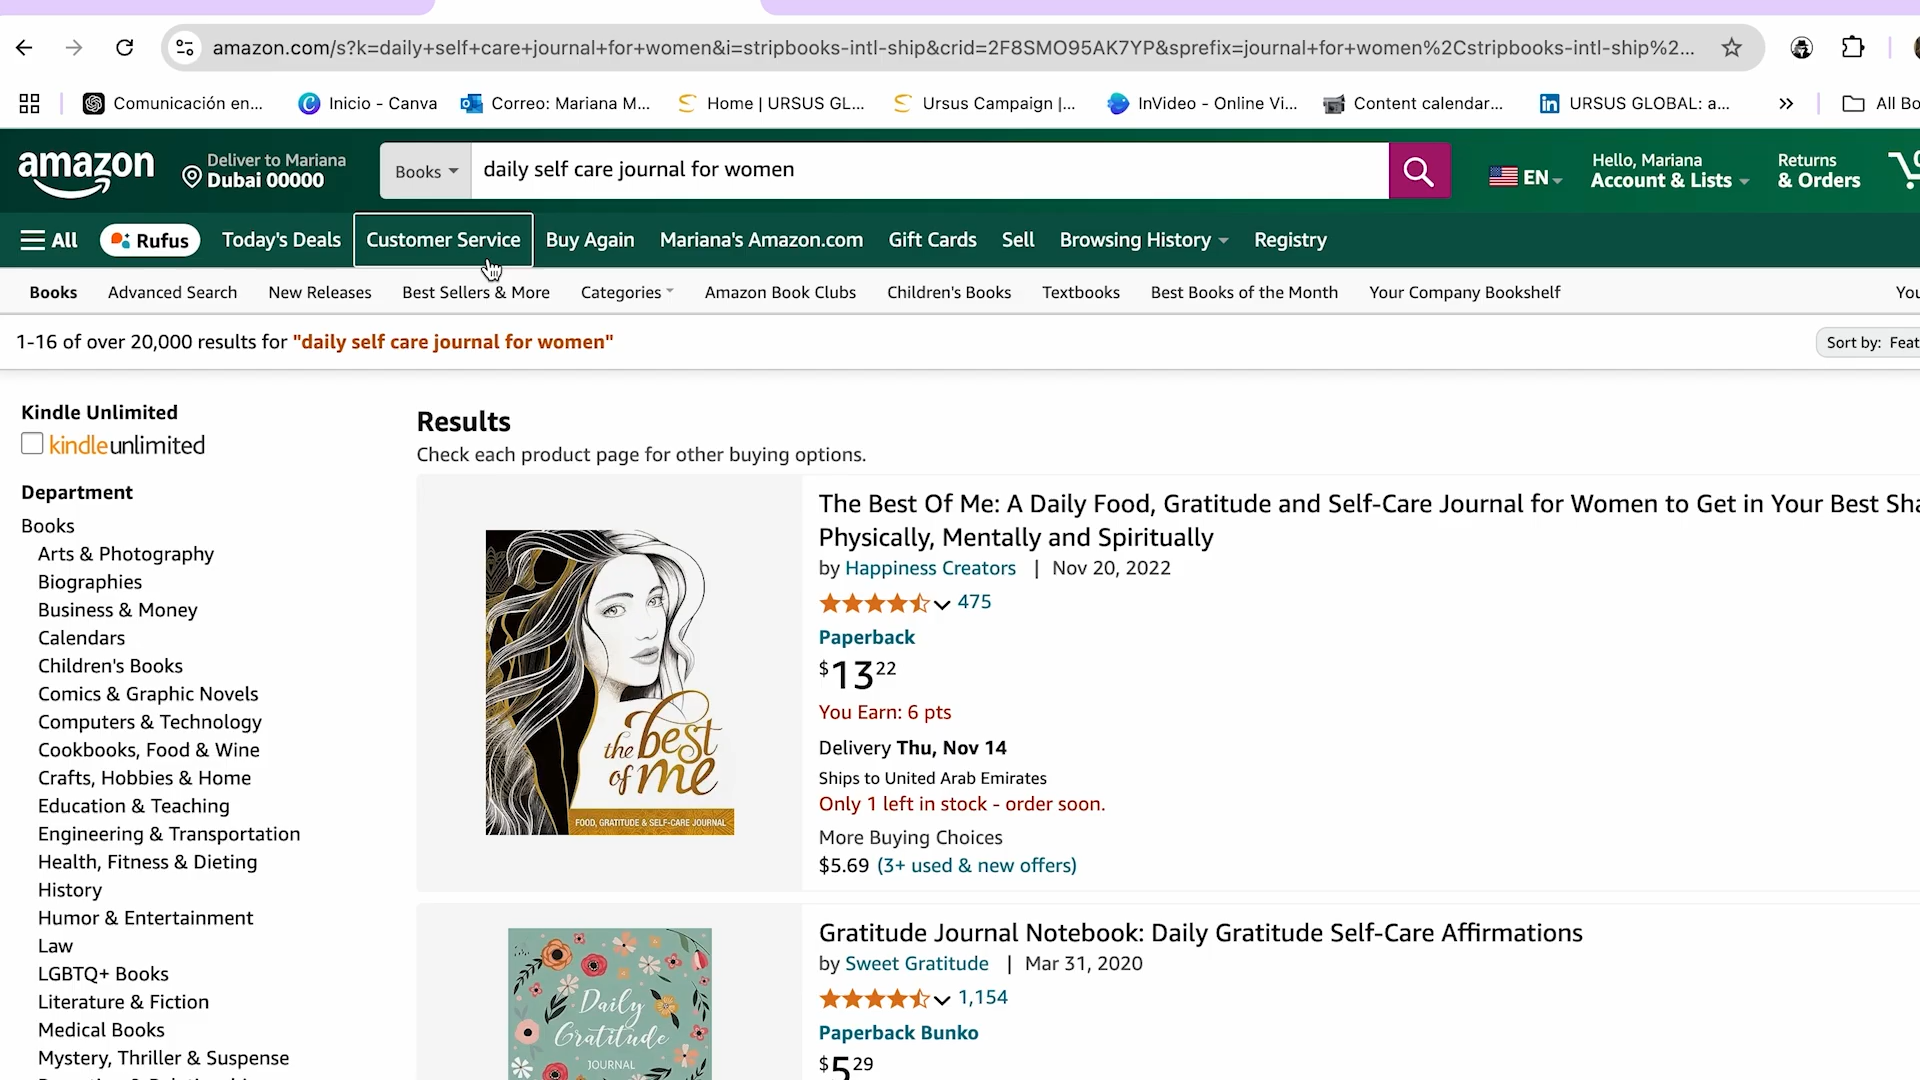 amazon.com/s?k=daily+self+care+journal+for+women&i=stripbooks-intl-ship&crid=2F8SMO95AK7YP&sprefix=journal+for+women%2Cstripbooks-intl-ship%2...
Comunicación en... Inicio - Canva Correo: Mariana M... Home | URSUS GL... Ursus Campaign |... InVideo - Online Vi... Content calendar... URSUS GLOBAL: a... » All Bo
amazon Deliver to Mariana Dubai 00000 Books daily self care journal for women EN Hello, Mariana Account & Lists Returns & Orders
All Rufus Today's Deals Customer Service Buy Again Mariana's Amazon.com Gift Cards Sell Browsing History Registry
Books Advanced Search New Releases Best Sellers & More Categories Amazon Book Clubs Children's Books Textbooks Best Books of the Month Your Company Bookshelf You
1-16 of over 20,000 results for "daily self care journal for women" Sort by: Feat
Kindle Unlimited
kindleunlimited
Department
Books
Arts & Photography
Biographies
Business & Money
Calendars
Children's Books
Comics & Graphic Novels
Computers & Technology
Cookbooks, Food & Wine
Crafts, Hobbies & Home
Education & Teaching
Engineering & Transportation
Health, Fitness & Dieting
History
Humor & Entertainment
Law
LGBTQ+ Books
Literature & Fiction
Medical Books
Mystery, Thriller & Suspense
Results
Check each product page for other buying options.
the best
of me
FOOD, GRATITUDE & SELF-CARE JOURNAL
The Best Of Me: A Daily Food, Gratitude and Self-Care Journal for Women to Get in Your Best Sha
Physically, Mentally and Spiritually
by Happiness Creators | Nov 20, 2022
475
Paperback
$13.22
You Earn: 6 pts
Delivery Thu, Nov 14
Ships to United Arab Emirates
Only 1 left in stock - order soon.
More Buying Choices
$5.69 (3+ used & new offers)
Daily
Gratitude
JOURNAL
Gratitude Journal Notebook: Daily Gratitude Self-Care Affirmations
by Sweet Gratitude | Mar 31, 2020
1,154
Paperback Bunko
$5.29